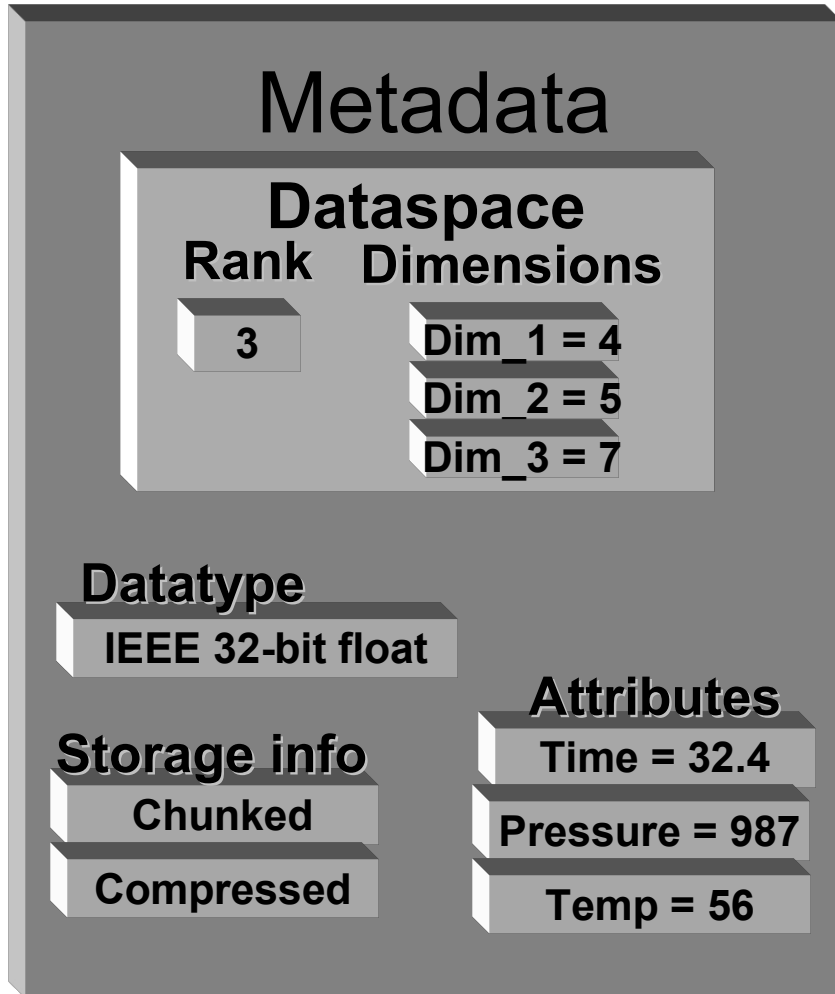 Metadata
Dataspace
Rank
Dimensions
3
Dim_1 = 4
Dim_2 = 5
Dim_3 = 7
Datatype
IEEE 32-bit float
Attributes
Time = 32.4
Pressure = 987
Temp = 56
Storage info
Chunked
Compressed